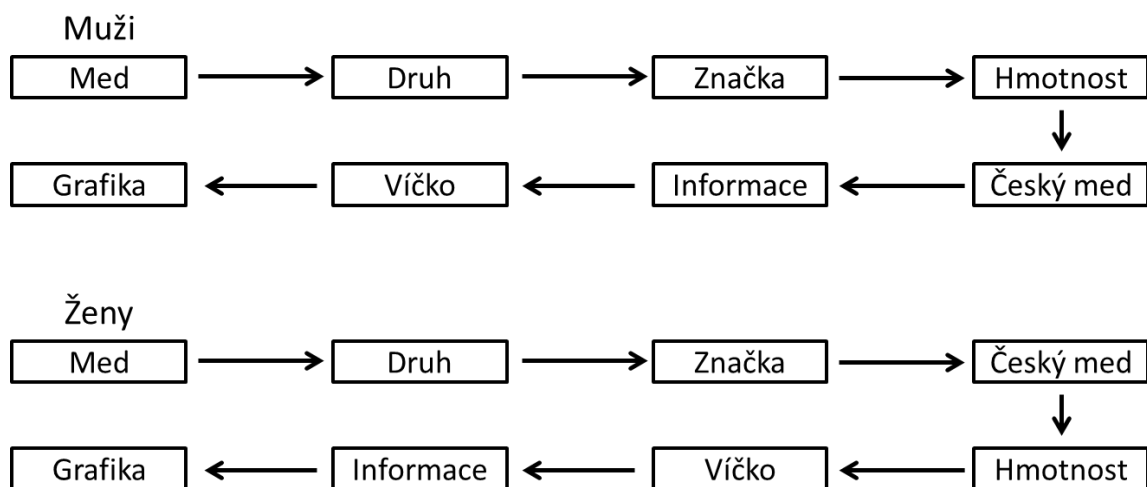 Muži
Med Druh Značka Hmotnost
Grafika Víčko Informace Český med
Ženy
Med Druh Značka Český med
Grafika Informace Víčko Hmotnost